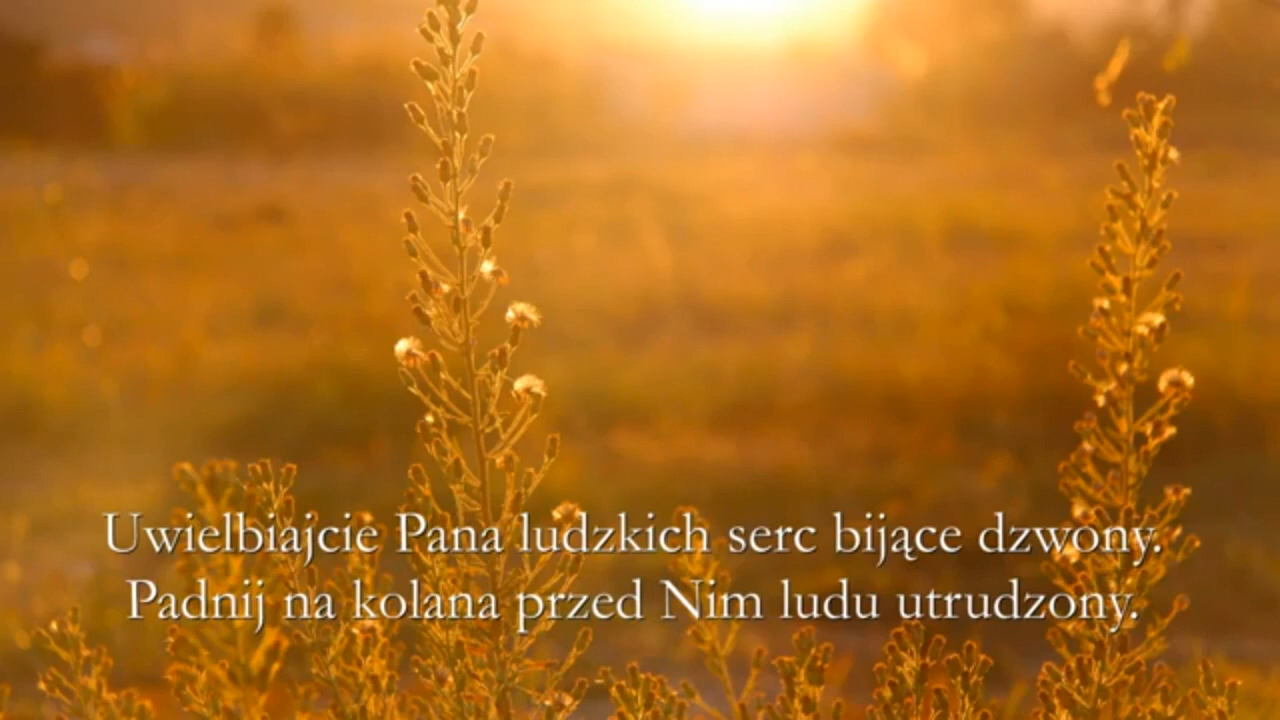 Uwielbiajcie Pana ludzkich serc bijące dzwony.
Padnij na kolana przed Nim ludu utrudzony.